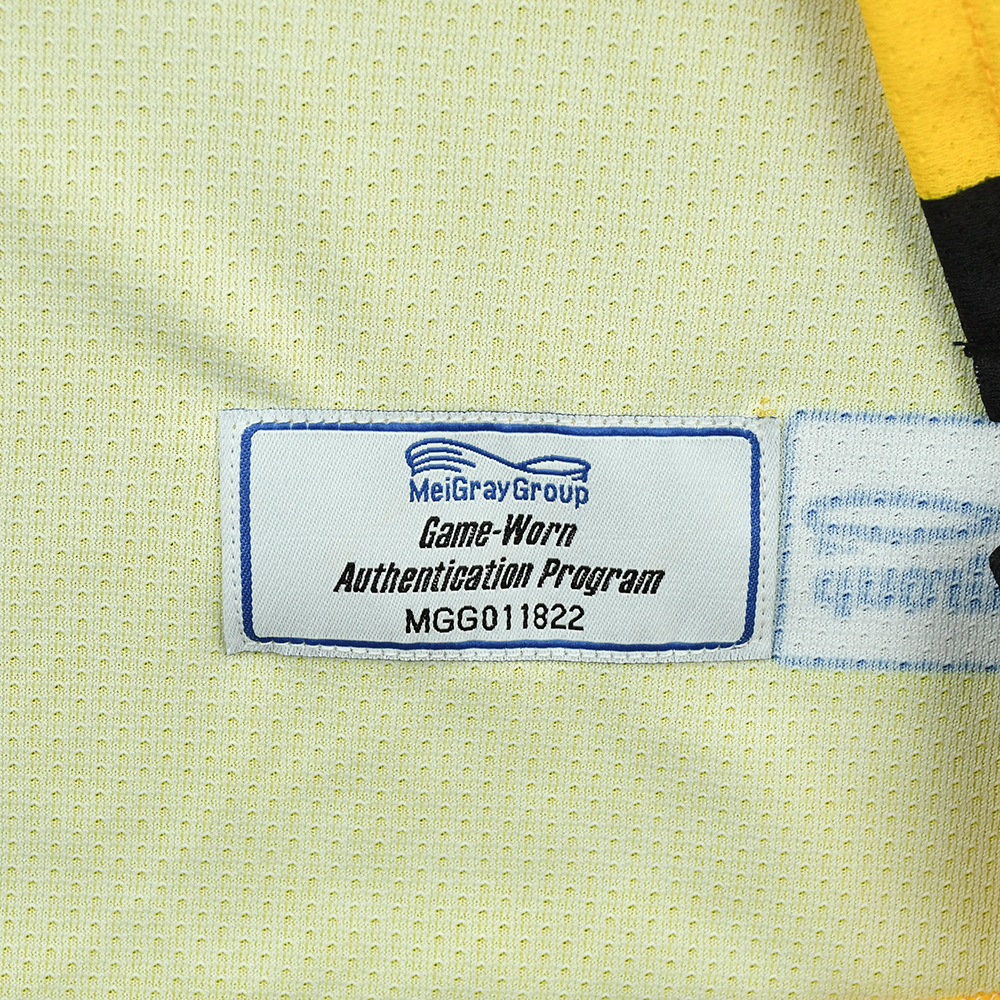 MeiGrayGroup
Game-Worn
Authentication Program
MGG011822